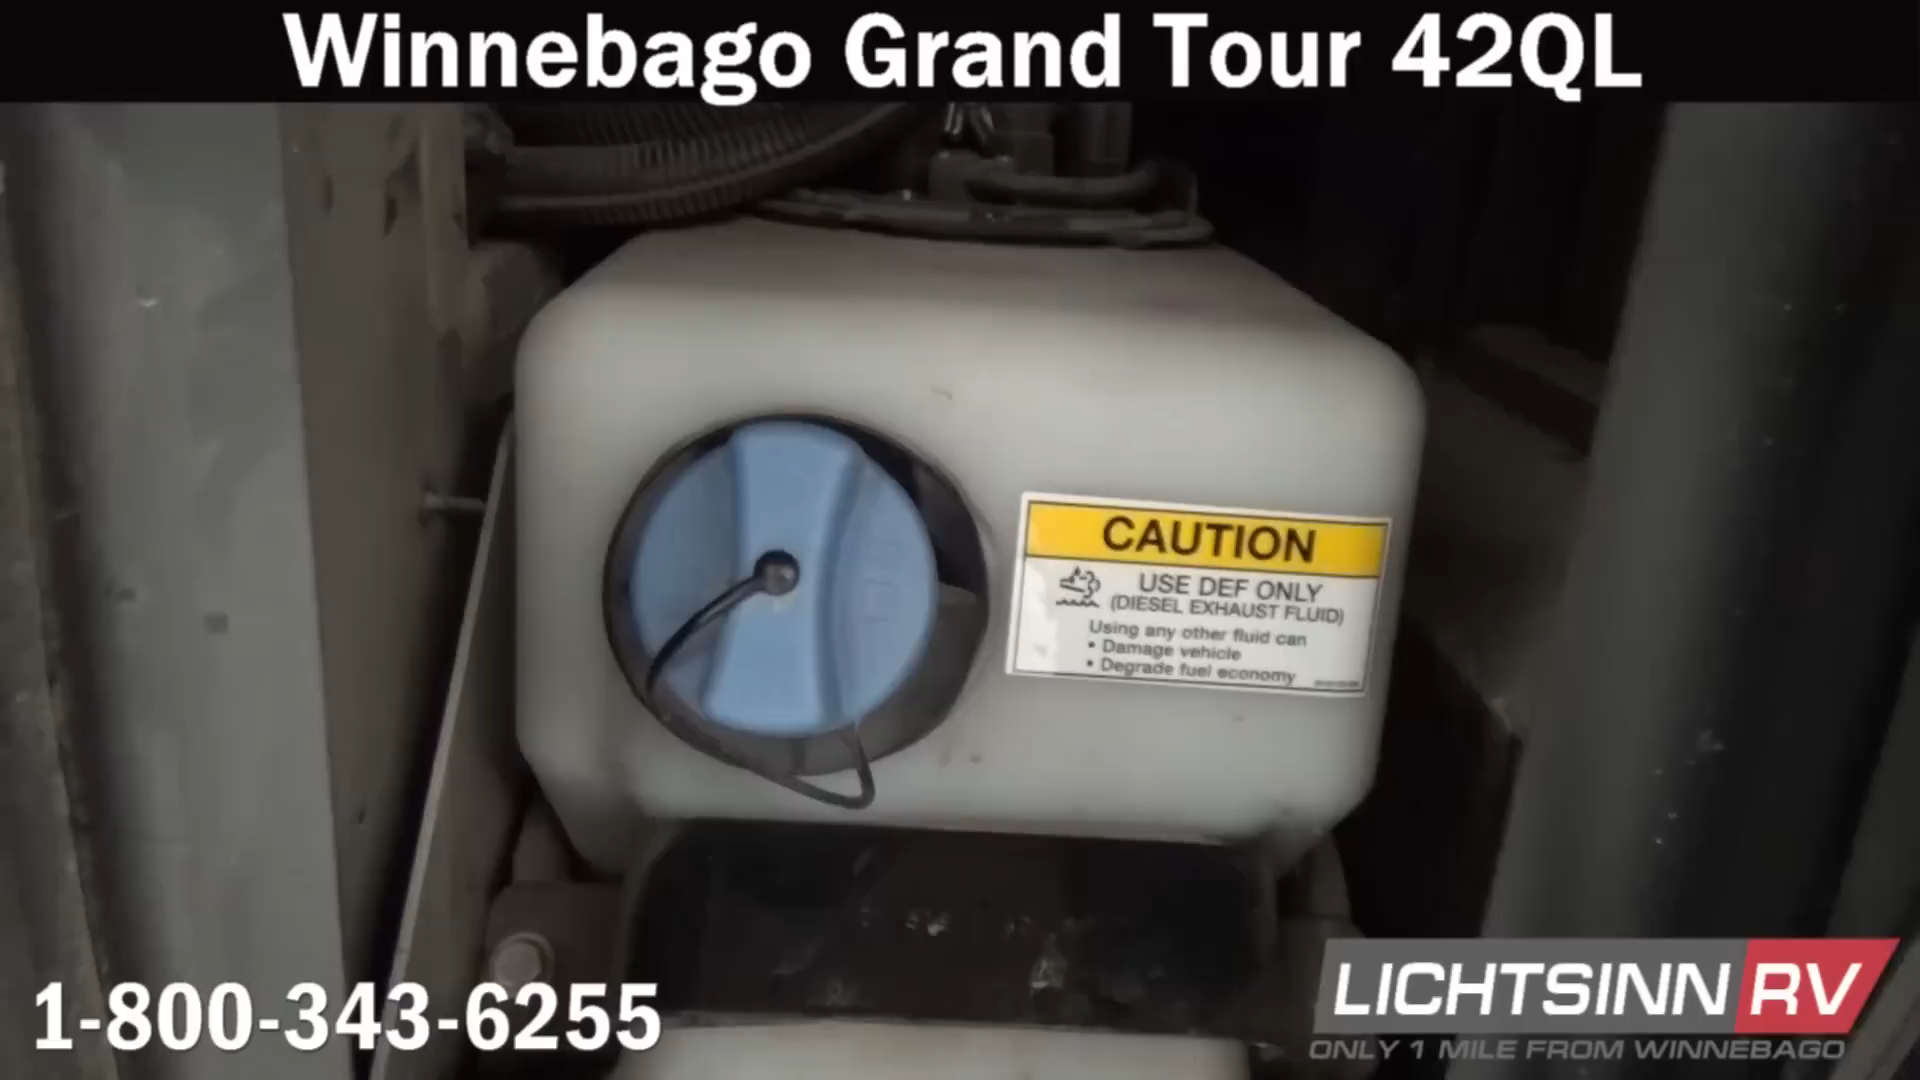 Winnebago Grand Tour 42QL
CAUTION
USE DEF ONLY
(DIESEL EXHAUST FLUID)
Using any other fluid can
• Damage vehicle
• Degrade fuel economy
1-800-343-6255
LICHTSINN RV
ONLY 1 MILE FROM WINNEBAGO